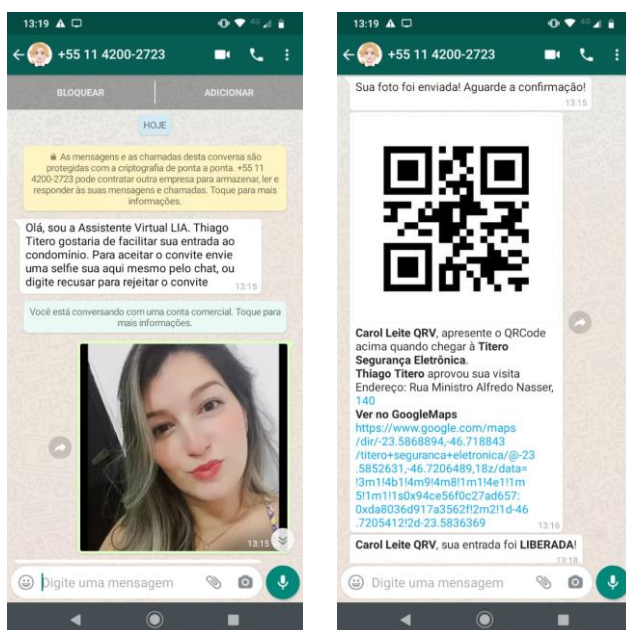 13:19
40
+55 11 4200-2723
BLOQUEAR
ADICIONAR
HOJE
As mensagens e as chamadas desta conversa são
protegidas com a criptografia de ponta a ponta. +55 11
4200-2723 pode contratar outra empresa para armazenar, ler e
responder às suas mensagens e chamadas. Toque para mais
informações.
Olá, sou a Assistente Virtual LIA. Thiago
Titero gostaria de facilitar sua entrada ao
condomínio. Para aceitar o convite envie
uma selfie sua aqui mesmo pelo chat, ou
digite recusar para rejeitar o convite
13:15
Você está conversando com uma conta comercial. Toque para
mais informações.
13:15
Digite uma mensagem
13:19
40
+55 11 4200-2723
Sua foto foi enviada! Aguarde a confirmação!
13:15
Carol Leite QRV, apresente o QRCode
acima quando chegar à Titero
Segurança Eletrônica.
Thiago Titero aprovou sua visita
Endereço: Rua Ministro Alfredo Nasser,
140
Ver no GoogleMaps
https://www.google.com/maps
/dir/-23.5868894,-46.718843
/titero+seguranca+eletronica/@-23
.5852631,-46.7206489,18z/data=
!3m1!4b1!4m9!4m8!1m1!4e1!1m
5!1m1!1s0x94ce56f0c27ad657:
0xda8036d917a3562f!2m2!1d-46
.7205412!2d-23.5836369
13:16
Carol Leite QRV, sua entrada foi LIBERADA!
13:18
Digite uma mensagem